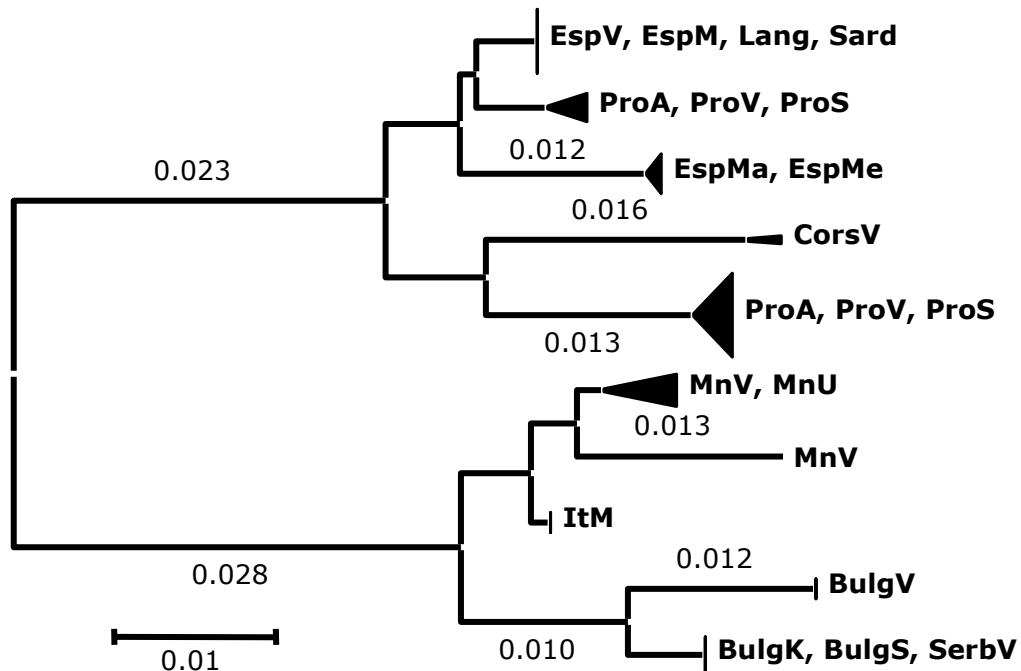 EspV, EspM, Lang, Sard
ProA, ProV, ProS
0.012
0.023
EspMa, EspMe
0.016
CorsV
ProA, ProV, ProS
0.013
MnV, MnU
0.013
MnV
ItM
0.012
0.028
BulgV
0.010
BulgK, BulgS, SerbV
0.01